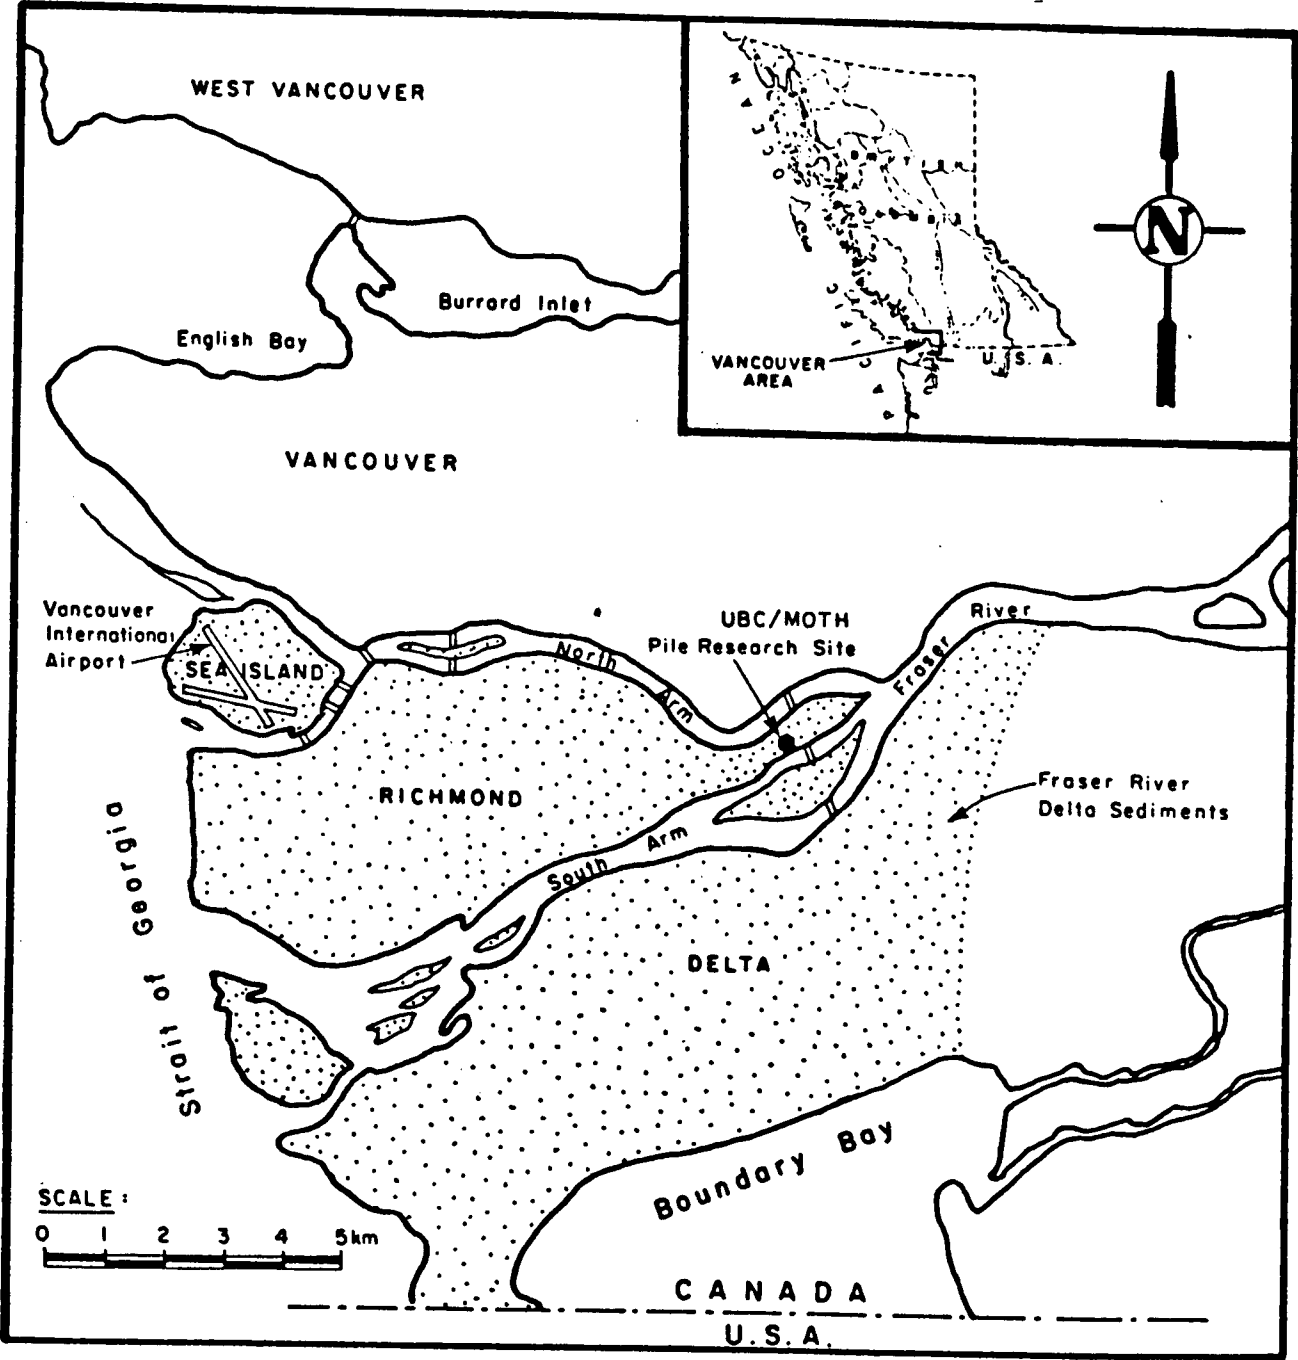 WEST VANCOUVER
N
Burrard Inlet
English Bay
VANCOUVER
AREA
U.S.A.
PACIFIC
VANCOUVER
Vancouver
International
Airport
SEA ISLAND
UBC/MOTH
Pile Research Site
North Arm
Fraser River
RICHMOND
Fraser River
Delta Sediments
South Arm
Strait of Georgia
DELTA
Boundary Bay
SCALE:
0 1 2 3 4 5km
CANADA
U.S.A.